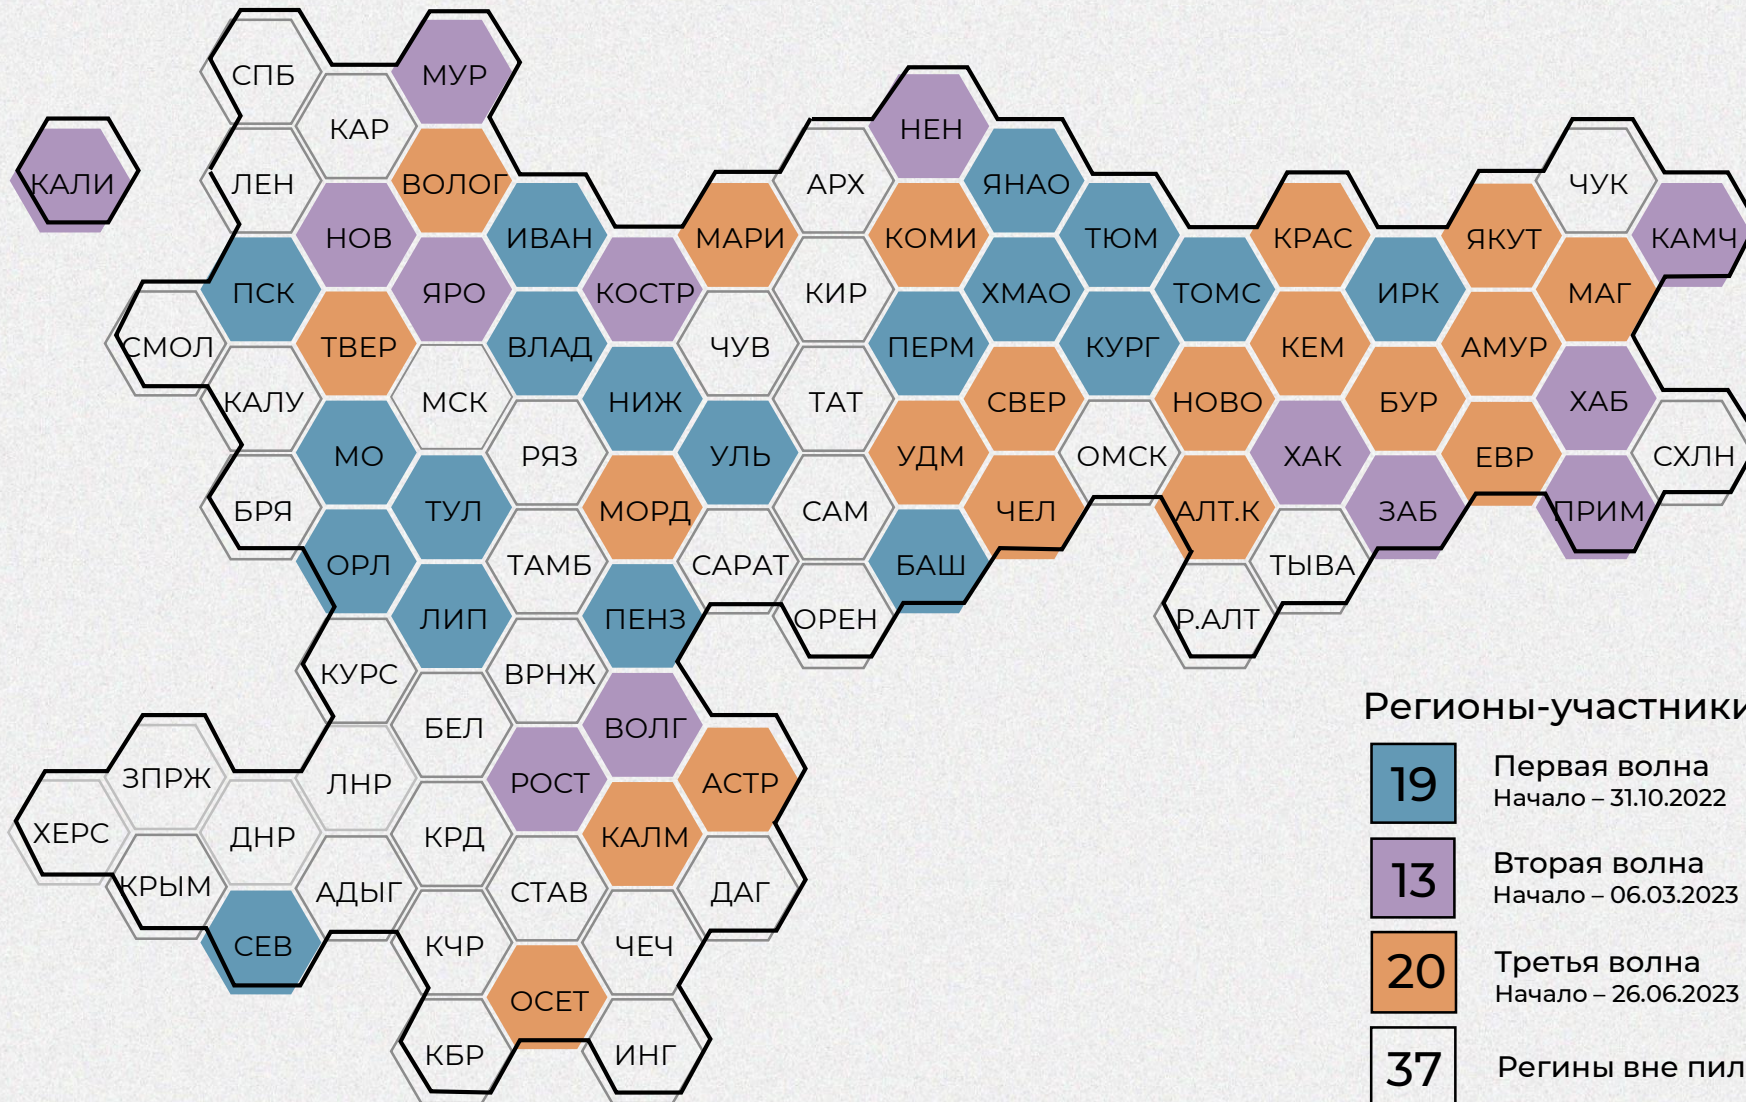 СПБ МУР
КАР НЕН
КАЛИ ЛЕН ВОЛОГ АРХ ЯНАО ЧУК
НОВ ИВАН МАРИ КОМИ ТЮМ КРАС ЯКУТ КАМЧ
ПСК ЯРО КОСТР КИР ХМАО ТОМС ИРК МАГ
СМОЛ ТВЕР ВЛАД ЧУВ ПЕРМ КУРГ КЕМ АМУР
КАЛУ МСК НИЖ ТАТ СВЕР НОВО БУР ХАБ
МО РЯЗ УЛЬ УДМ ОМСК ХАК ЕВР СХЛН
БРЯ ТУЛ МОРД САМ ЧЕЛ АЛТ.К ЗАБ ПРИМ
ОРЛ ТАМБ САРАТ БАШ ТЫВА
ЛИП ПЕНЗ ОРЕН Р.АЛТ
КУРС ВРНЖ
БЕЛ ВОЛГ
ЗПРЖ ЛНР РОСТ АСТР
ХЕРС ДНР КРД КАЛМ
КРЫМ АДЫГ СТАВ ДАГ
СЕВ КЧР ЧЕЧ
ОСЕТ
КБР ИНГ
Регионы-участники
19 Первая волна
Начало – 31.10.2022
13 Вторая волна
Начало – 06.03.2023
20 Третья волна
Начало – 26.06.2023
37 Регины вне пил